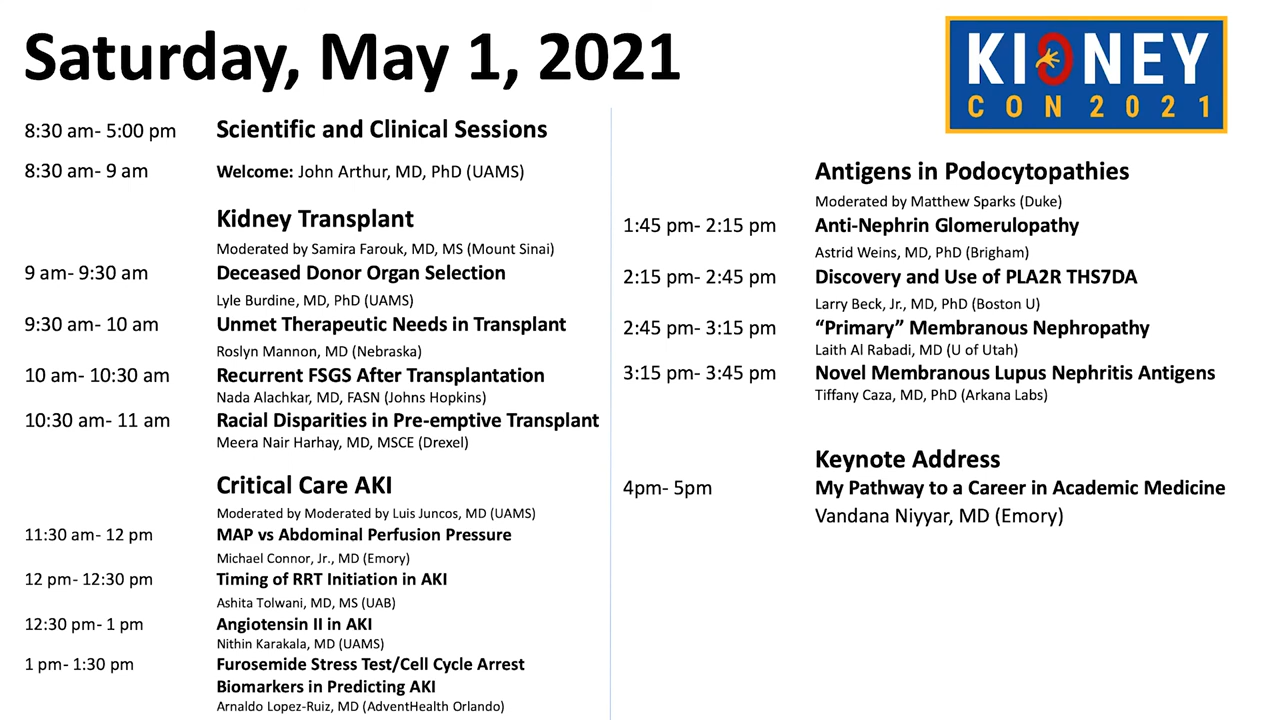 Saturday, May 1, 2021
KIDNEY
CON 2021
8:30 am- 5:00 pm Scientific and Clinical Sessions
8:30 am- 9 am Welcome: John Arthur, MD, PhD (UAMS)
Kidney Transplant
Moderated by Samira Farouk, MD, MS (Mount Sinai)
9 am- 9:30 am Deceased Donor Organ Selection
Lyle Burdine, MD, PhD (UAMS)
9:30 am- 10 am Unmet Therapeutic Needs in Transplant
Roslyn Mannon, MD (Nebraska)
10 am- 10:30 am Recurrent FSGS After Transplantation
Nada Alachkar, MD, FASN (Johns Hopkins)
10:30 am- 11 am Racial Disparities in Pre-emptive Transplant
Meera Nair Harhay, MD, MSCE (Drexel)
Critical Care AKI
Moderated by Moderated by Luis Juncos, MD (UAMS)
11:30 am- 12 pm MAP vs Abdominal Perfusion Pressure
Michael Connor, Jr., MD (Emory)
12 pm- 12:30 pm Timing of RRT Initiation in AKI
Ashita Tolwani, MD, MS (UAB)
12:30 pm- 1 pm Angiotensin II in AKI
Nithin Karakala, MD (UAMS)
1 pm- 1:30 pm Furosemide Stress Test/Cell Cycle Arrest
Biomarkers in Predicting AKI
Arnaldo Lopez-Ruiz, MD (AdventHealth Orlando)
Antigens in Podocytopathies
Moderated by Matthew Sparks (Duke)
1:45 pm- 2:15 pm Anti-Nephrin Glomerulopathy
Astrid Weins, MD, PhD (Brigham)
2:15 pm- 2:45 pm Discovery and Use of PLA2R THS7DA
Larry Beck, Jr., MD, PhD (Boston U)
2:45 pm- 3:15 pm “Primary” Membranous Nephropathy
Laith Al Rabadi, MD (U of Utah)
3:15 pm- 3:45 pm Novel Membranous Lupus Nephritis Antigens
Tiffany Caza, MD, PhD (Arkana Labs)
Keynote Address
4pm- 5pm My Pathway to a Career in Academic Medicine
Vandana Niyyar, MD (Emory)